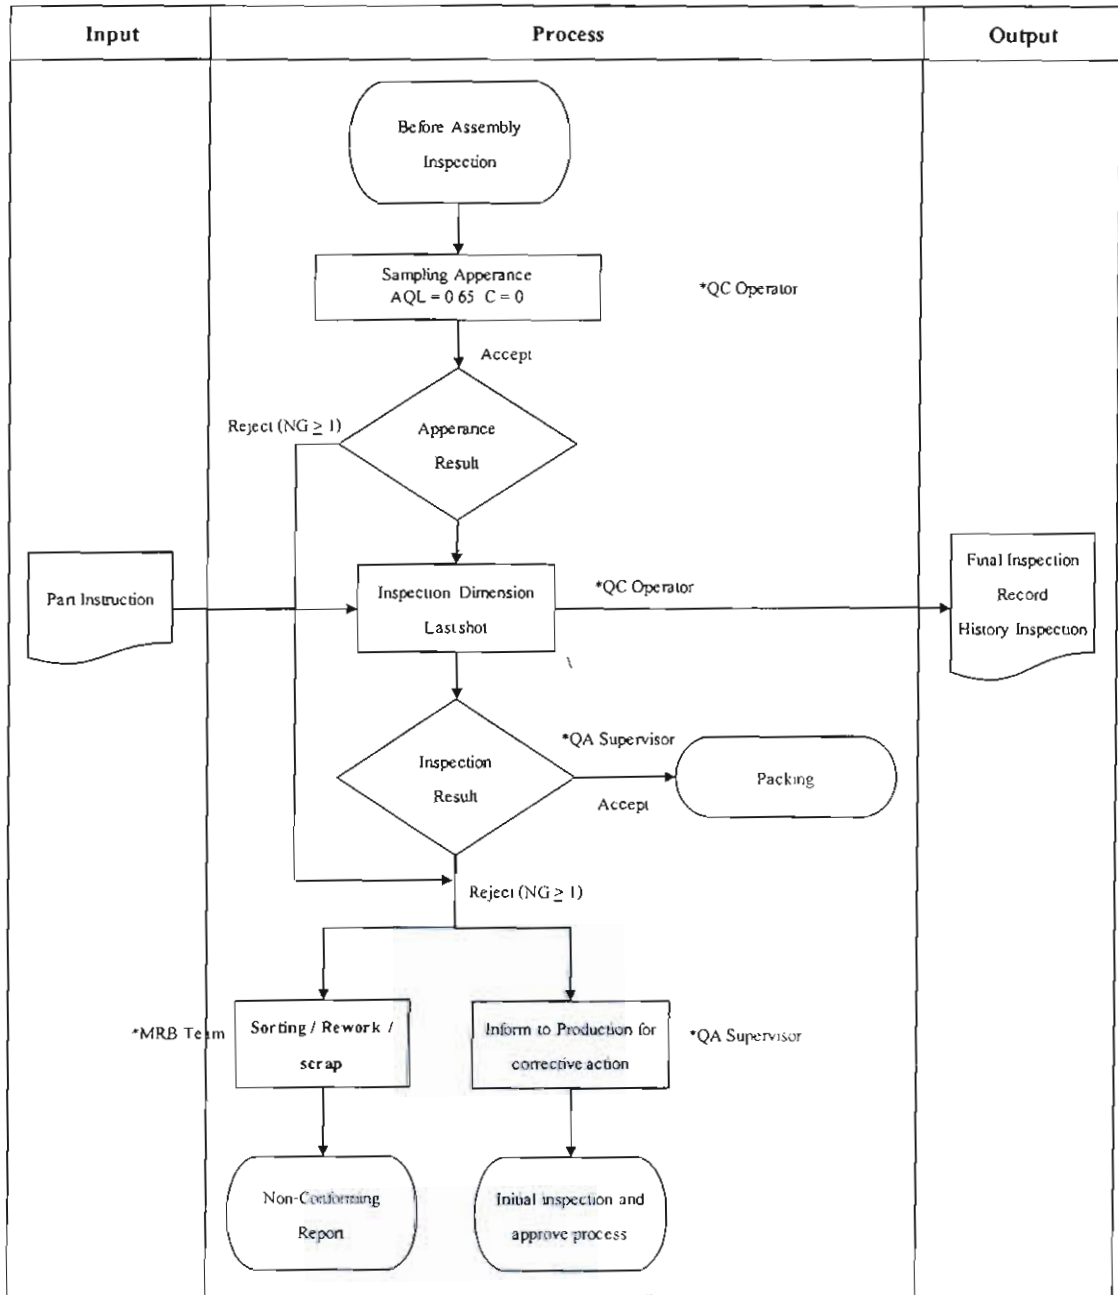 Input
Process
Output
Before Assembly
Inspection
Sampling Apperance
AQL = 0 65 C = 0
*QC Operator
Accept
Reject (NG ≥ 1)
Apperance
Result
Part Instruction
Inspection Dimension
Last shot
*QC Operator
Final Inspection
Record
History Inspection
Inspection
Result
*QA Supervisor
Accept
Packing
Reject (NG ≥ 1)
*MRB Team
Sorting / Rework /
scrap
Inform to Production for
corrective action
*QA Supervisor
Non-Conforming
Report
Initial inspection and
approve process